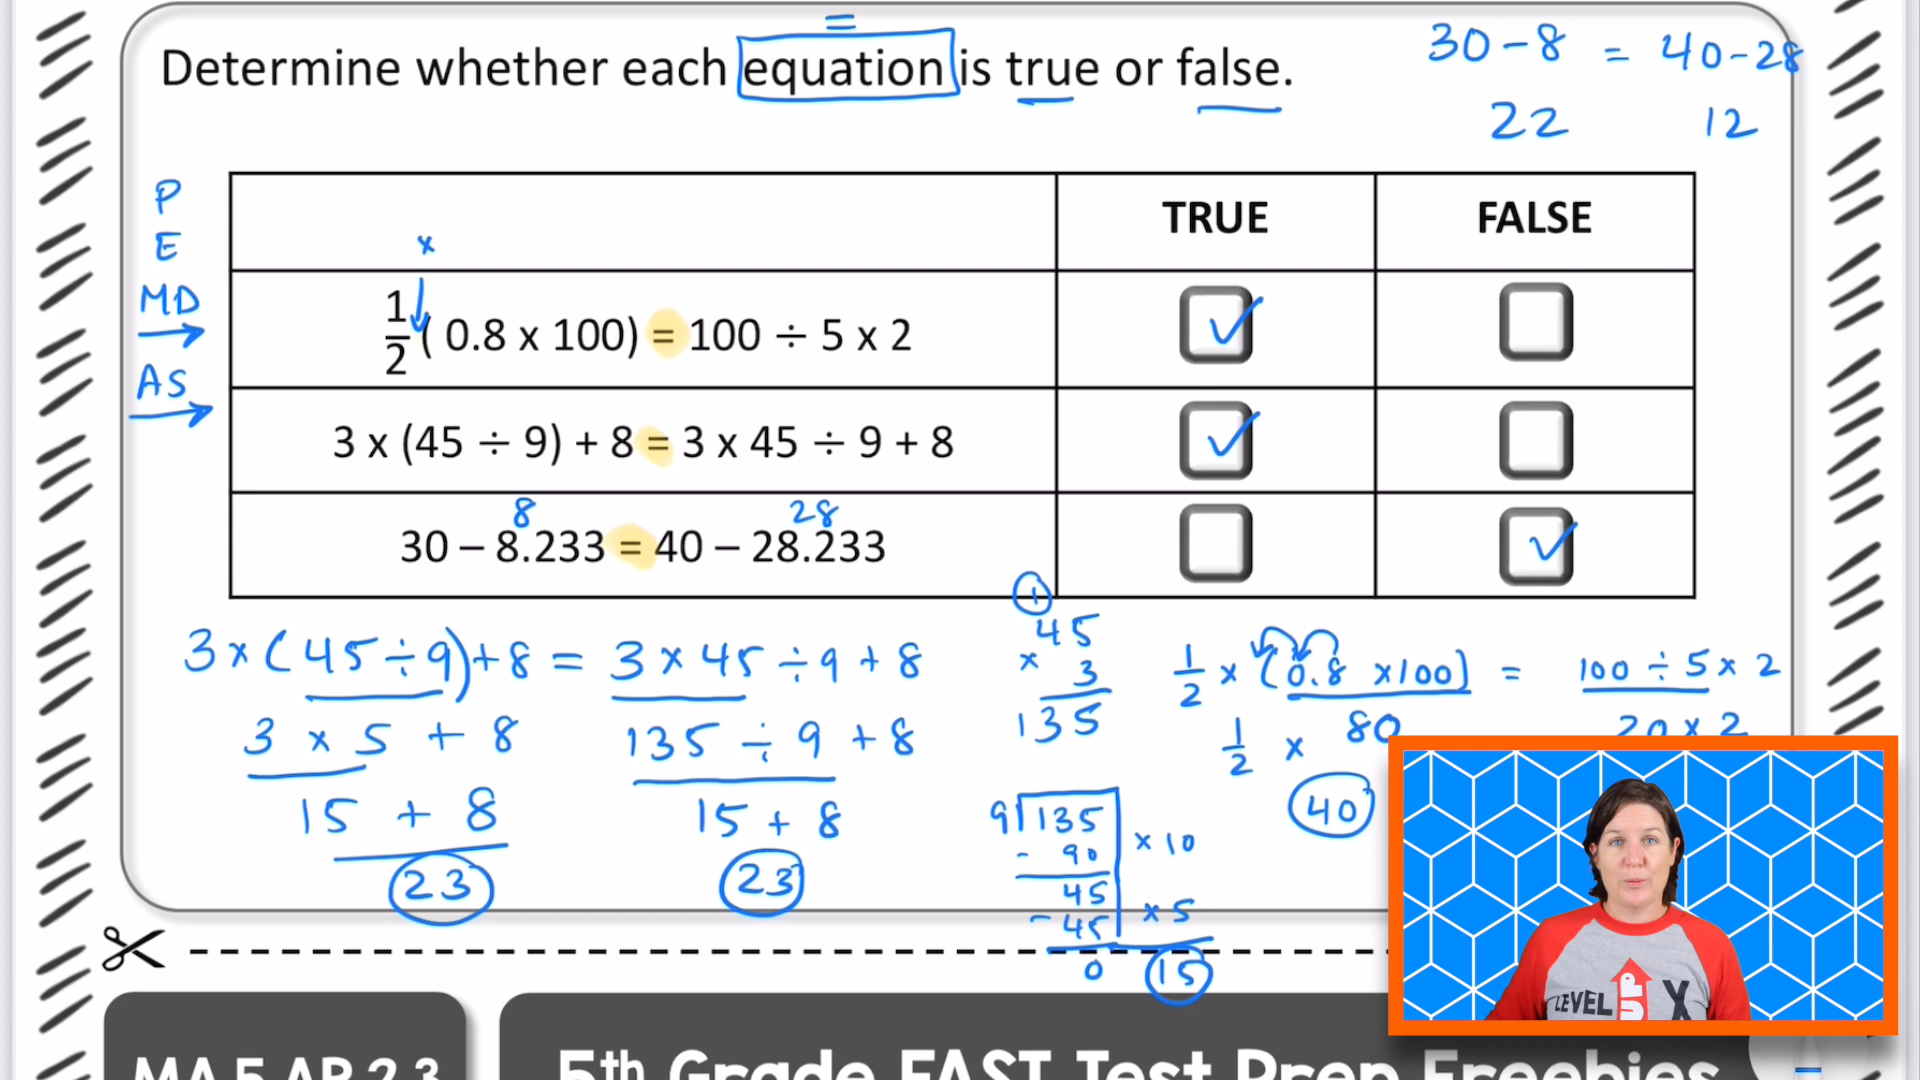 =
Determine whether each equation is true or false.
30 - 8 = 40 - 28
22 12
P
E
MD
AS
TRUE FALSE
x
1/2 ( 0.8 x 100) = 100 ÷ 5 x 2
3 x (45 ÷ 9) + 8 = 3 x 45 ÷ 9 + 8
8 28
30 – 8.233 = 40 – 28.233
3 x (45 ÷ 9) + 8 = 3 x 45 ÷ 9 + 8
3 x 5 + 8 135 ÷ 9 + 8
15 + 8 15 + 8
23 23
1
45
x 3
135
9 135
- 90 x 10
45
- 45 x 5
0 15
1/2 x (0.8 x 100) = 100 ÷ 5 x 2
1/2 x 80 20 x 2
40
LEVEL UP X
MA.5.AR.2.3
5th Grade FAST Test Prep Freebies